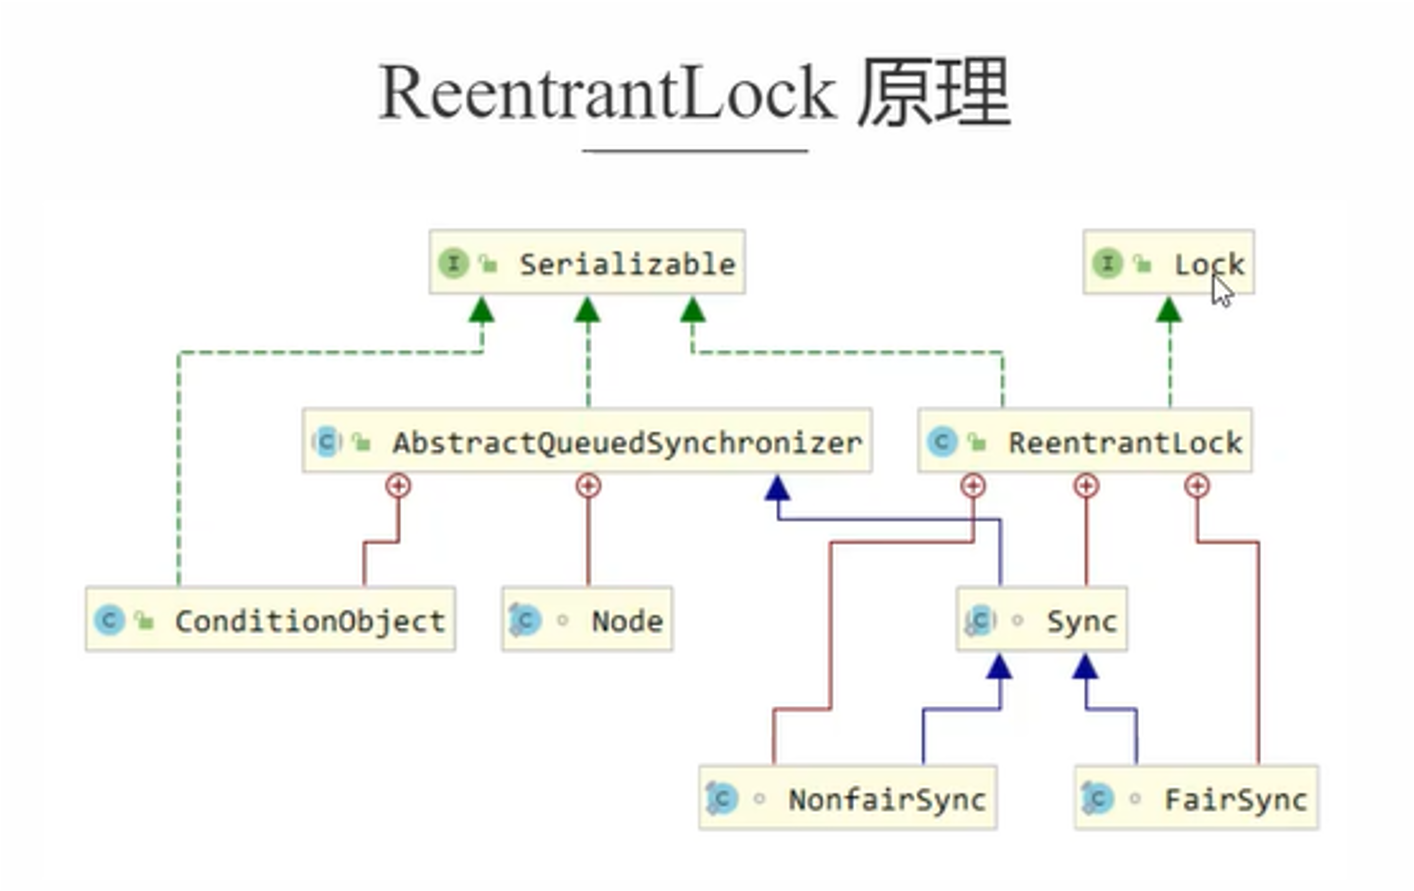 ReentrantLock 原理
I Serializable
I Lock
C AbstractQueuedSynchronizer
C ReentrantLock
C ConditionObject
C Node
C Sync
C NonfairSync
C FairSync